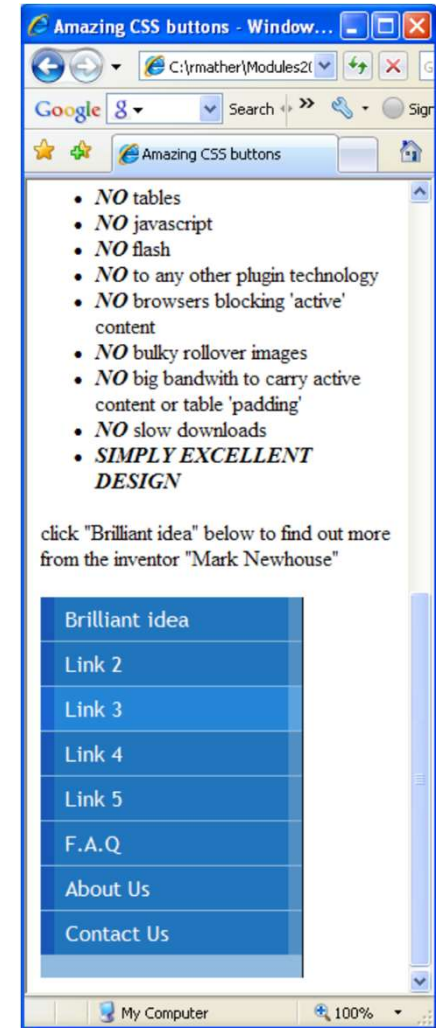 Amazing CSS buttons - Window...
C:\rmather\Modules2(
G
Google
Search
»
Sign
Amazing CSS buttons
• NO tables
• NO javascript
• NO flash
• NO to any other plugin technology
• NO browsers blocking 'active'
content
• NO bulky rollover images
• NO big bandwith to carry active
content or table 'padding'
• NO slow downloads
• SIMPLY EXCELLENT
DESIGN
click "Brilliant idea" below to find out more
from the inventor "Mark Newhouse"
Brilliant idea
Link 2
Link 3
Link 4
Link 5
F.A.Q
About Us
Contact Us
My Computer
100%